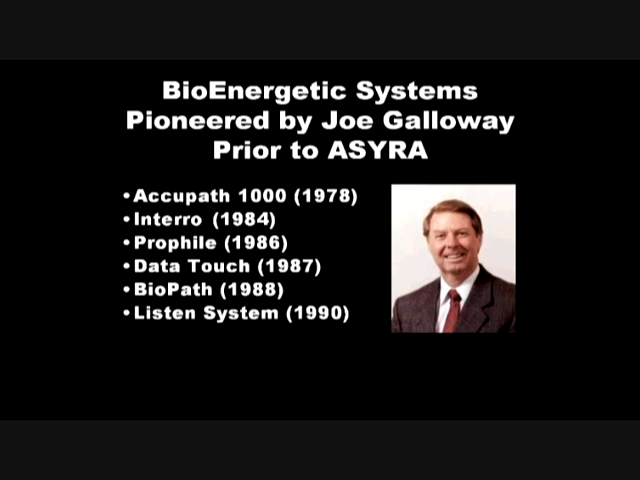 BioEnergetic Systems
Pioneered by Joe Galloway
Prior to ASYRA
•Accupath 1000 (1978)
•Interro (1984)
•Prophile (1986)
•Data Touch (1987)
•BioPath (1988)
•Listen System (1990)